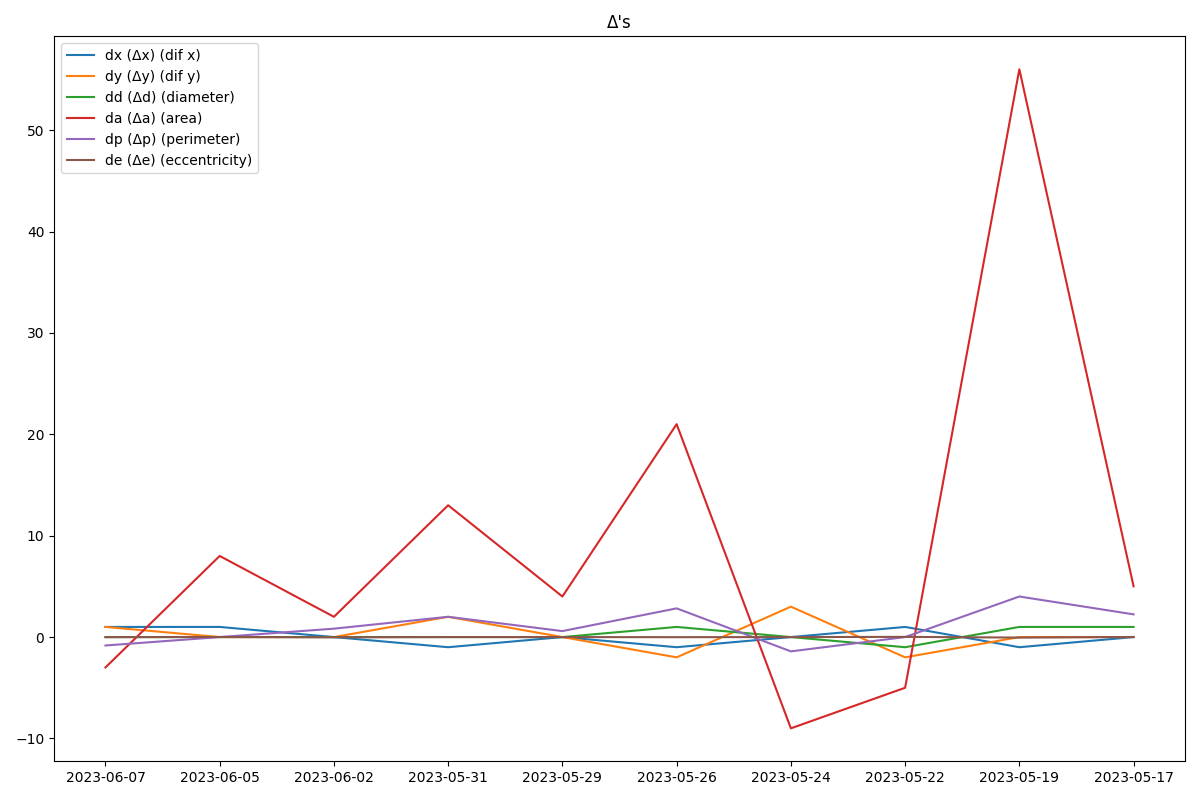 Δ's
dx (Δx) (dif x)
dy (Δy) (dif y)
dd (Δd) (diameter)
da (Δa) (area)
dp (Δp) (perimeter)
de (Δe) (eccentricity)
50
40
30
20
10
0
−10
2023-06-07 2023-06-05 2023-06-02 2023-05-31 2023-05-29 2023-05-26 2023-05-24 2023-05-22 2023-05-19 2023-05-17